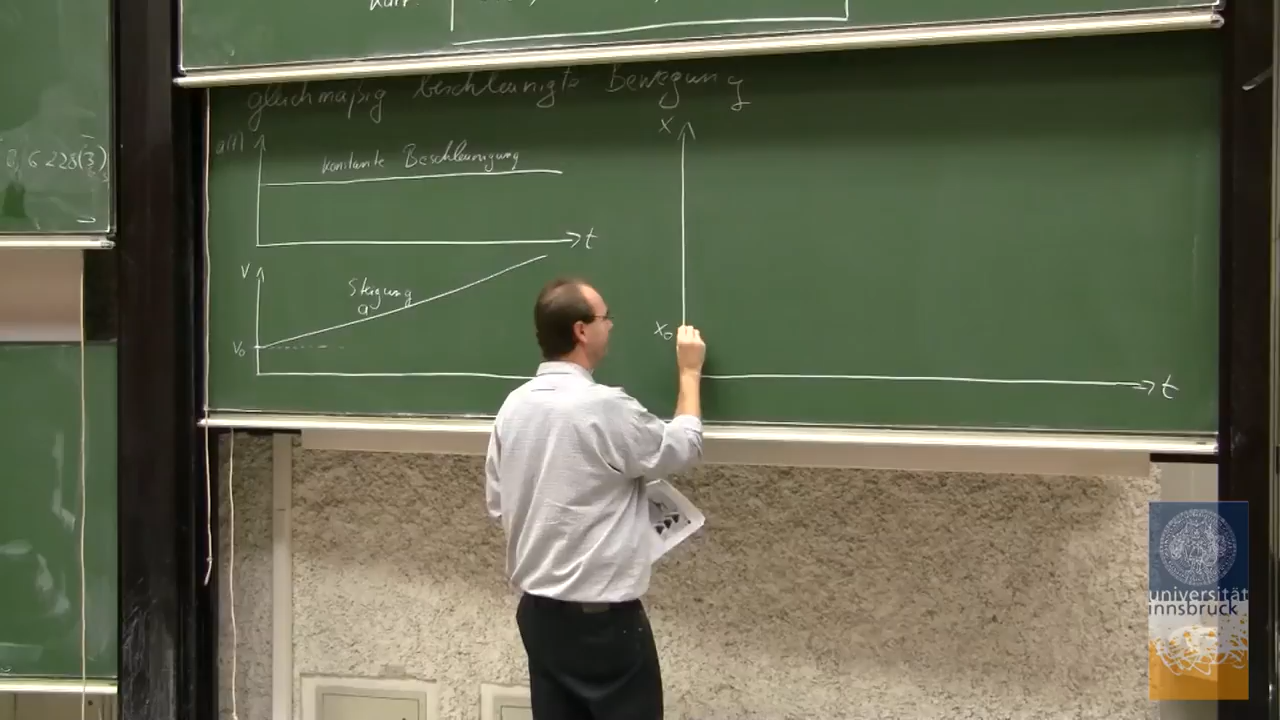 gleichmäßig beschleunigte Bewegung
a(t)
konstante Beschleunigung
t
v
Steigung
a
v₀
x
x₀
t
universität
innsbruck